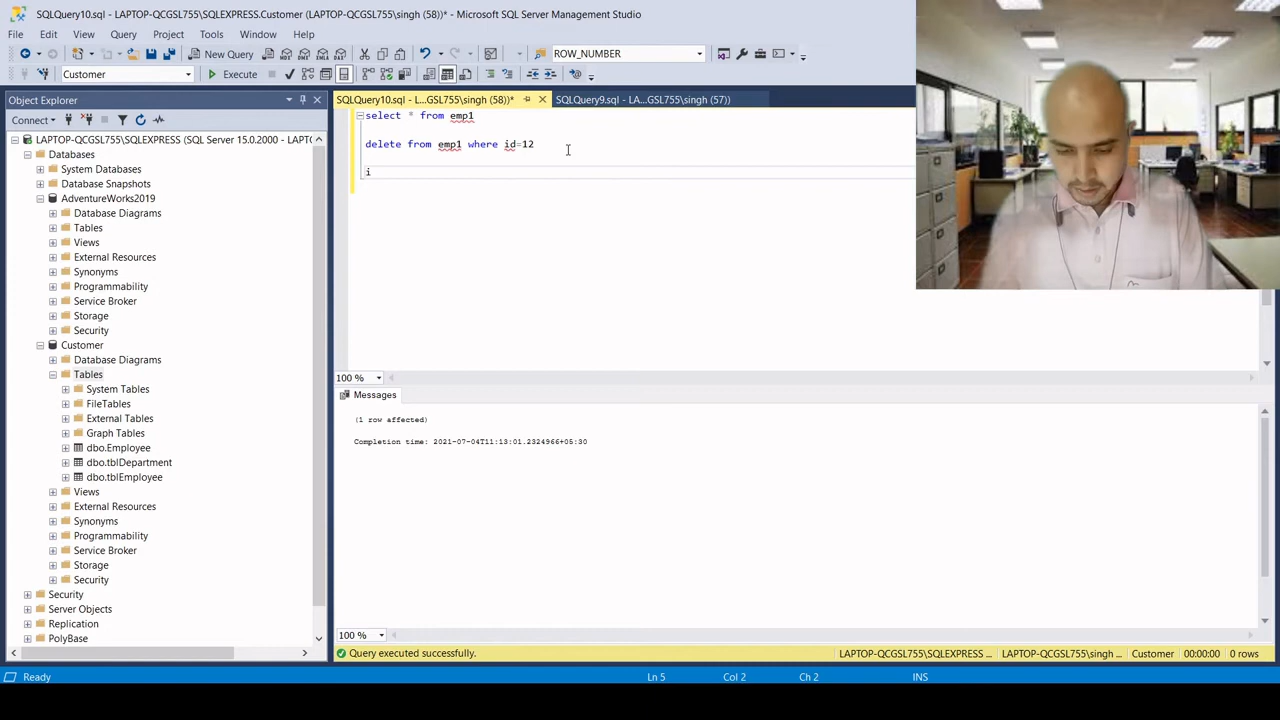 SQLQuery10.sql - LAPTOP-QCGSL755\SQLEXPRESS.Customer (LAPTOP-QCGSL755\singh (58))* - Microsoft SQL Server Management Studio
File Edit View Query Project Tools Window Help
New Query ROW_NUMBER
Customer Execute
Object Explorer
SQLQuery10.sql - L...GSL755\singh (58))* SQLQuery9.sql - LA...GSL755\singh (57))
Connect
LAPTOP-QCGSL755\SQLEXPRESS (SQL Server 15.0.2000 - LAPTO
Databases
System Databases
Database Snapshots
AdventureWorks2019
Database Diagrams
Tables
Views
External Resources
Synonyms
Programmability
Service Broker
Storage
Security
Customer
Database Diagrams
Tables
System Tables
FileTables
External Tables
Graph Tables
dbo.Employee
dbo.tblDepartment
dbo.tblEmployee
Views
External Resources
Synonyms
Programmability
Service Broker
Storage
Security
Security
Server Objects
Replication
PolyBase
select * from emp1
delete from emp1 where id=12
i
100 %
Messages
(1 row affected)
Completion time: 2021-07-04T11:13:01.2324966+05:30
100 %
Query executed successfully. LAPTOP-QCGSL755\SQLEXPRESS ... LAPTOP-QCGSL755\singh ... Customer 00:00:00 0 rows
Ready Ln 5 Col 2 Ch 2 INS